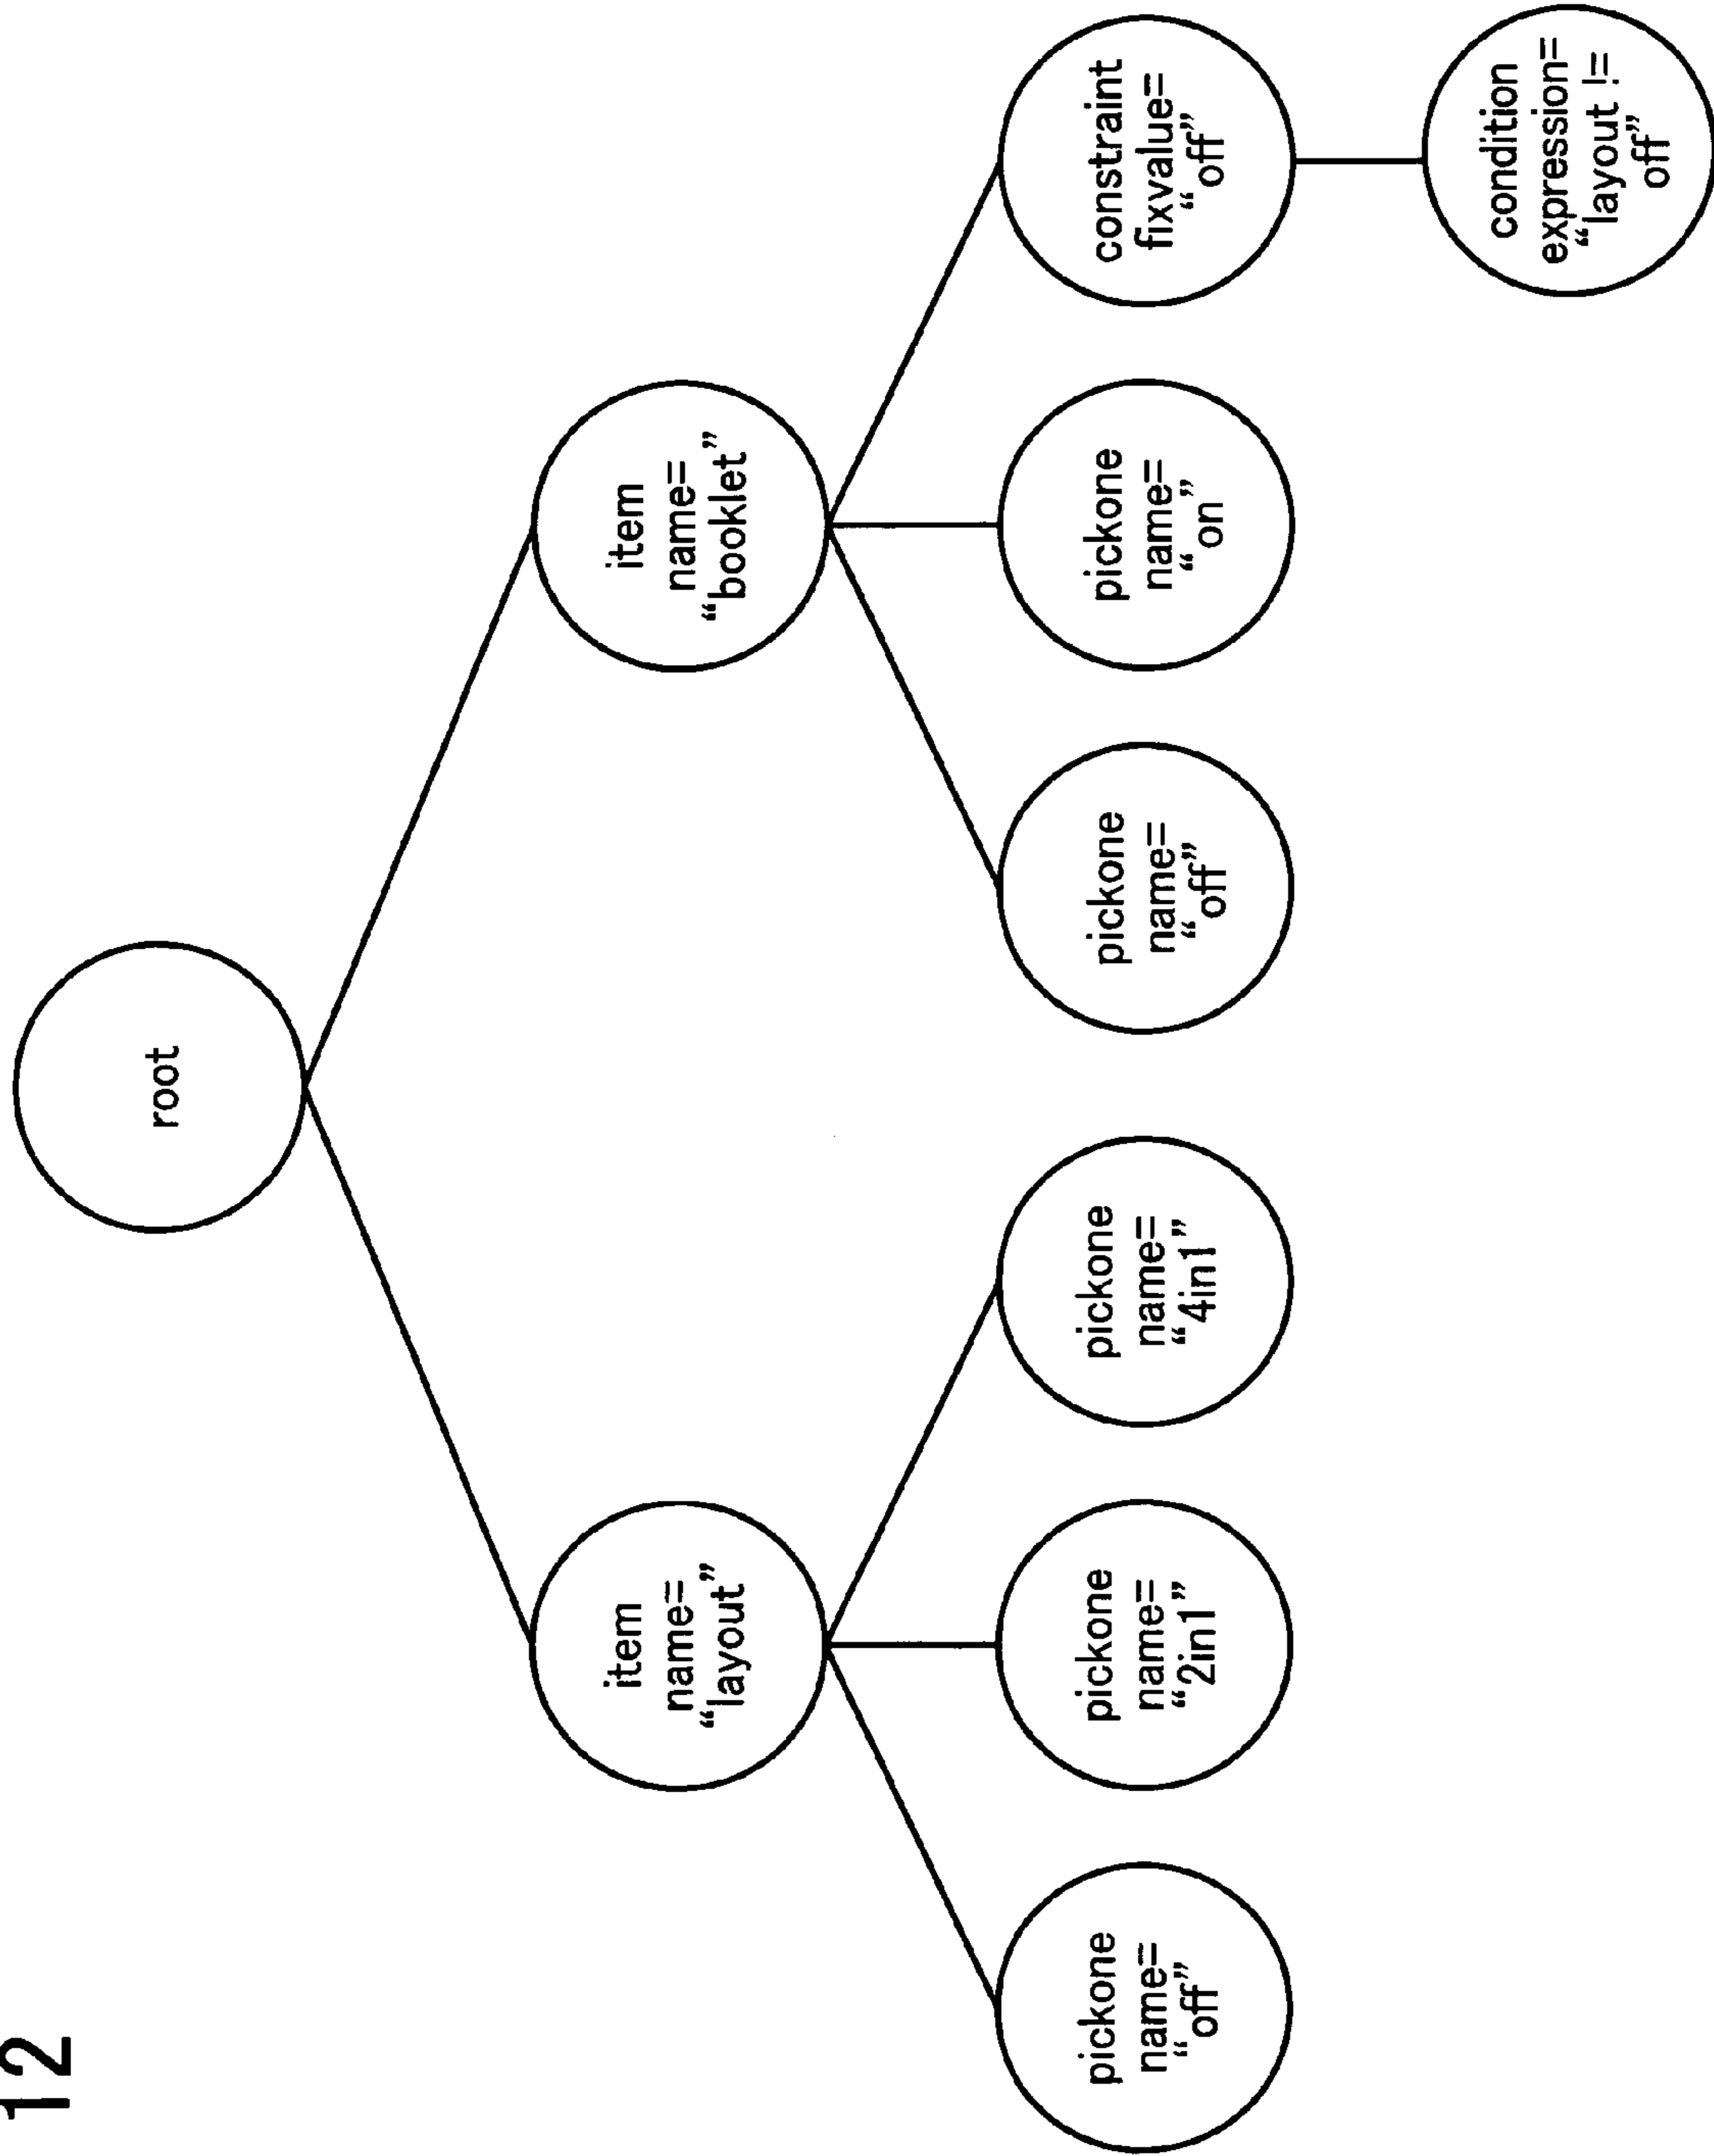 12
root
item
name=
“layout”
item
name=
“booklet”
pickone
name=
“off”
pickone
name=
“2in1”
pickone
name=
“4in1”
pickone
name=
“off”
pickone
name=
“on”
constraint
fixvalue=
“off”
condition
expression=
“layout !=
off”